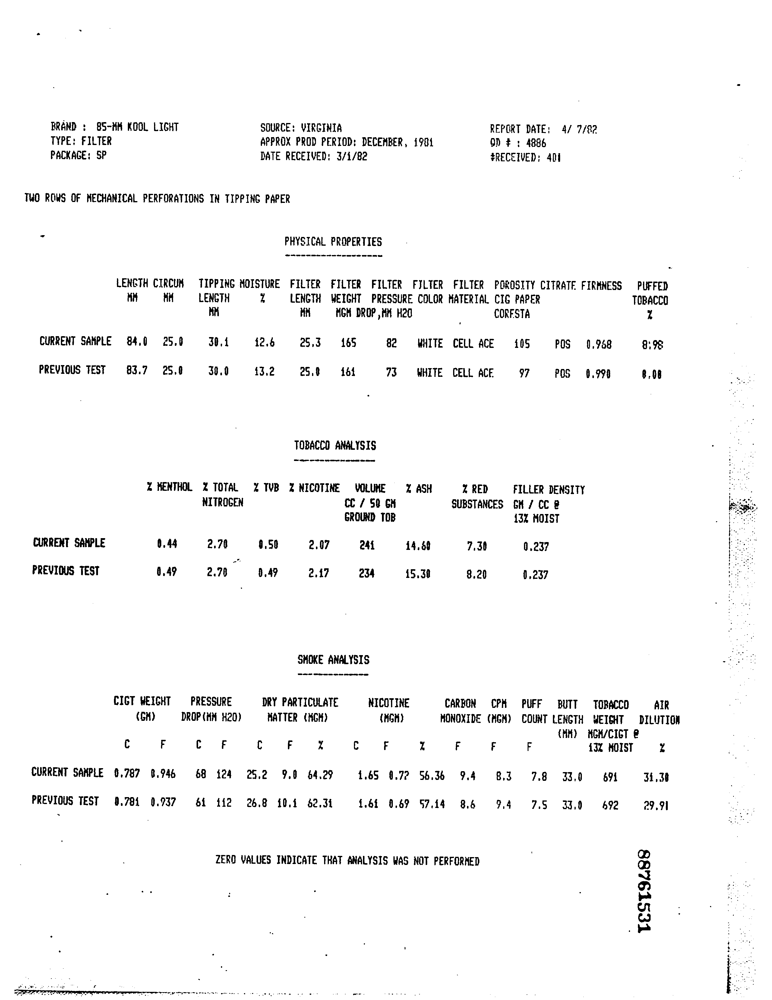 BRAND : 85-MM KOOL LIGHT SOURCE: VIRGINIA REPORT DATE: 4/ 7/82
TYPE: FILTER APPROX PROD PERIOD: DECEMBER, 1981 QD # : 4886
PACKAGE: SP DATE RECEIVED: 3/1/82 #RECEIVED: 401
TWO ROWS OF MECHANICAL PERFORATIONS IN TIPPING PAPER
PHYSICAL PROPERTIES
LENGTH CIRCUM TIPPING MOISTURE FILTER FILTER FILTER FILTER FILTER POROSITY CITRATE FIRMNESS PUFFED
MM MM LENGTH % LENGTH WEIGHT PRESSURE COLOR MATERIAL CIG PAPER TOBACCO
MM MM MGM DROP,MM H2O CORESTA %
CURRENT SAMPLE 84.0 25.0 30.1 12.6 25.3 165 82 WHITE CELL ACE 105 POS 0.968 8.98
PREVIOUS TEST 83.7 25.0 30.0 13.2 25.0 161 73 WHITE CELL ACE 97 POS 0.990 0.00
TOBACCO ANALYSIS
% MENTHOL % TOTAL % TVB % NICOTINE VOLUME % ASH % RED FILLER DENSITY
NITROGEN CC / 50 GM SUBSTANCES GM / CC @
GROUND TOB 13% MOIST
CURRENT SAMPLE 0.44 2.70 0.50 2.07 241 14.60 7.30 0.237
PREVIOUS TEST 0.49 2.70 0.49 2.17 234 15.30 8.20 0.237
SMOKE ANALYSIS
CIGT WEIGHT PRESSURE DRY PARTICULATE NICOTINE CARBON CPM PUFF BUTT TOBACCO AIR
(GM) DROP(MM H2O) MATTER (MGM) (MGM) MONOXIDE (MGM) COUNT LENGTH WEIGHT DILUTION
(MM) MGM/CIGT @
C F C F C F % C F % F F F 13% MOIST %
CURRENT SAMPLE 0.787 0.946 68 124 25.2 9.0 64.29 1.65 0.72 56.36 9.4 8.3 7.8 33.0 691 31.30
PREVIOUS TEST 0.781 0.937 61 112 26.8 10.1 62.31 1.61 0.69 57.14 8.6 9.4 7.5 33.0 692 29.91
ZERO VALUES INDICATE THAT ANALYSIS WAS NOT PERFORMED
88761531